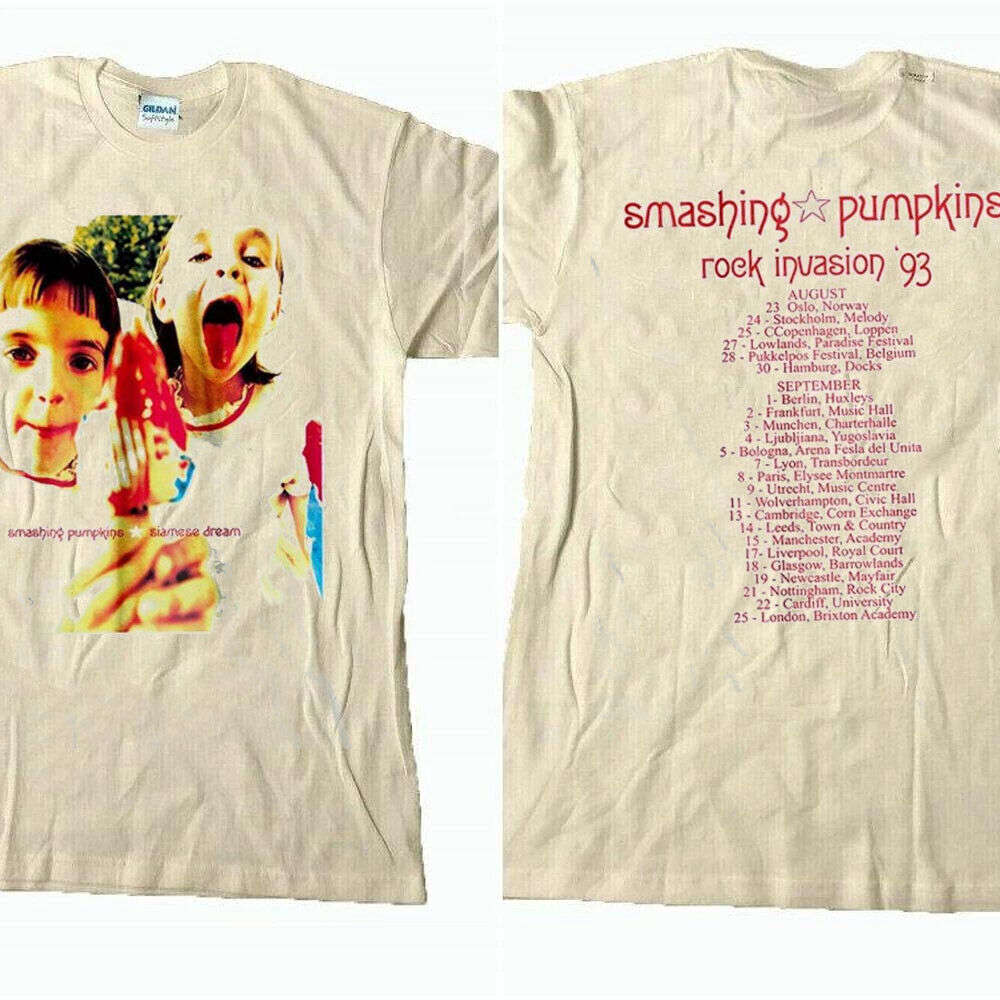 GILDAN
Softstyle
smashing pumpkins ☆ siamese dream
smashing ☆ pumpkins
rock invasion '93
AUGUST
23 Oslo, Norway
24 - Stockholm, Melody
25 - CCopenhagen, Loppen
27 - Lowlands, Paradise Festival
28 - Pukkelpos Festival, Belgium
30 - Hamburg, Docks
SEPTEMBER
1- Berlin, Huxleys
2 - Frankfurt, Music Hall
3 - Munchen, Charterhalle
4 - Ljubljiana, Yugoslavia
5 - Bologna, Arena Fesla del Unita
7 - Lyon, Transbordeur
8 - Paris, Elysee Montmartre
9 - Utrecht, Music Centre
11 - Wolverhampton, Civic Hall
13 - Cambridge, Corn Exchange
14 - Leeds, Town & Country
15 - Manchester, Academy
17- Liverpool, Royal Court
18 - Glasgow, Barrowlands
19 - Newcastle, Mayfair
21 - Nottingham, Rock City
22 - Cardiff, University
25 - London, Brixton Academy